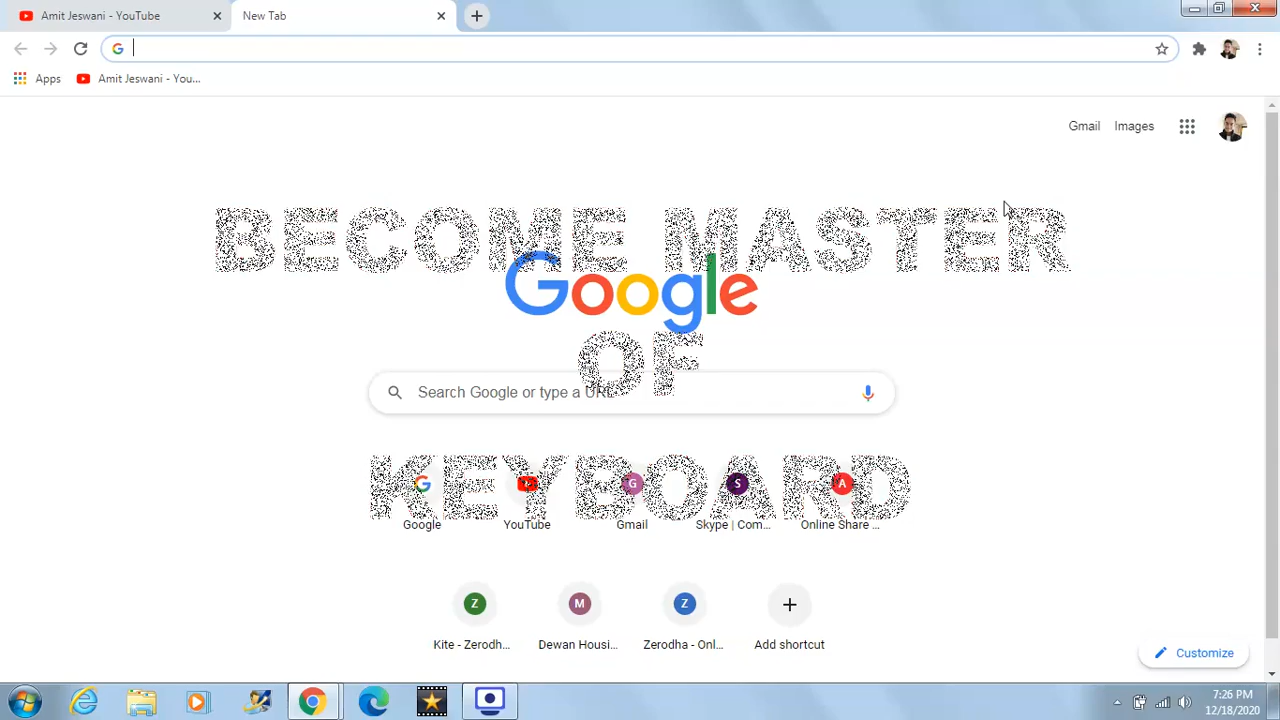 Amit Jeswani - YouTube
New Tab
Apps
Amit Jeswani - You...
Gmail Images
BECOME MASTER
Google
OF
Search Google or type a URL
KEYBOARD
G S A
Google YouTube Gmail Skype | Com... Online Share ...
Z M Z
Kite - Zerodh... Dewan Housi... Zerodha - Onl... Add shortcut
Customize
7:26 PM
12/18/2020